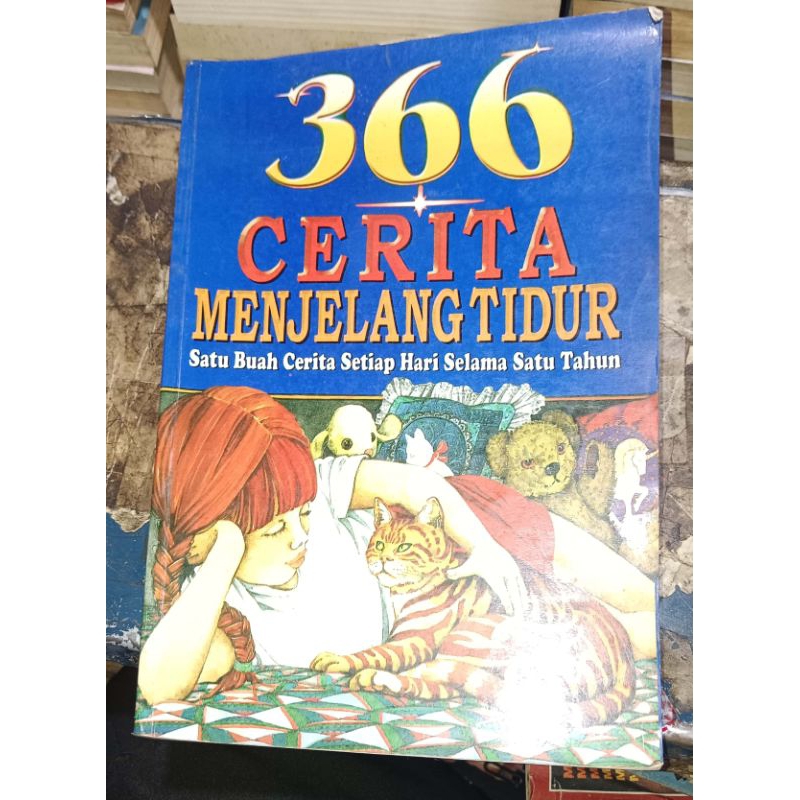 366
CERITA
MENJELANG TIDUR
Satu Buah Cerita Setiap Hari Selama Satu Tahun